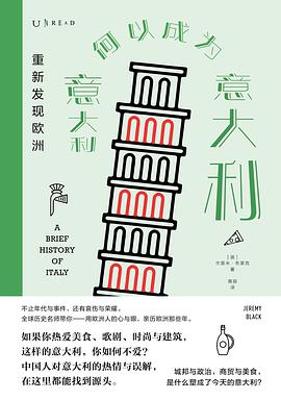 UNREAD
重新发现欧洲
何以成为
意大利
意大利
A
BRIEF
HISTORY
OF
ITALY
[英]
杰里米·布莱克
著
译
不止年代与事件，还有哀伤与荣耀。
全球历史名师带你——用欧洲人的心与眼，亲历欧洲那些年。
JEREMY
BLACK
如果你热爱美食、歌剧、时尚与建筑，
这样的意大利，你如何不爱？
中国人对意大利的热情与误解，
在这里都能找到源头。
城邦与政治，商贸与美食，
是什么塑成了今天的意大利？